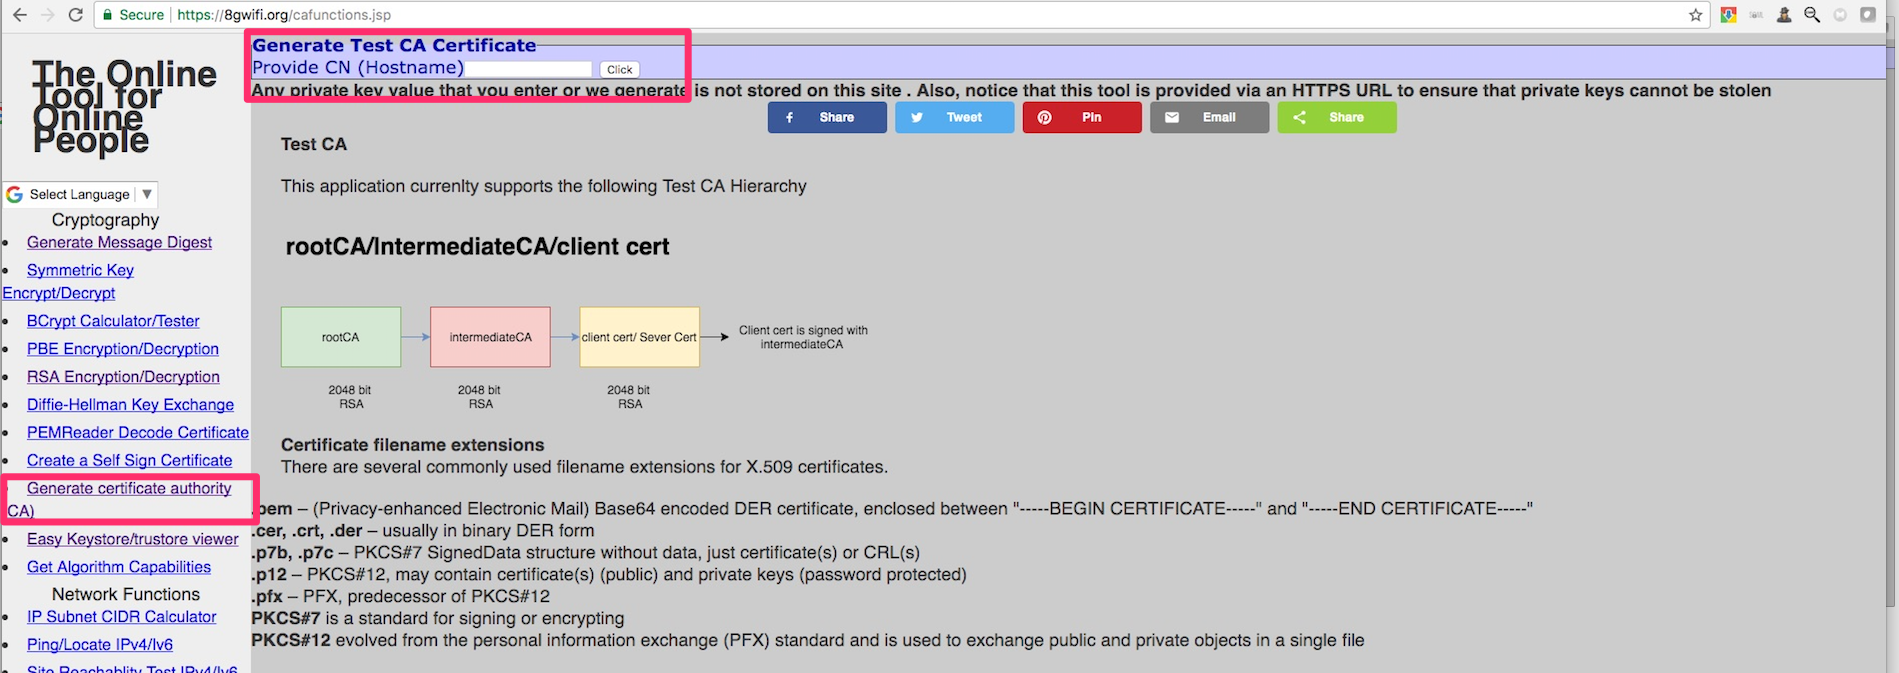 Secure | https://8gwifi.org/cafunctions.jsp
The Online
Tool for
Online
People
Select Language ▼
Cryptography
Generate Message Digest
Symmetric Key
Encrypt/Decrypt
BCrypt Calculator/Tester
PBE Encryption/Decryption
RSA Encryption/Decryption
Diffie-Hellman Key Exchange
PEMReader Decode Certificate
Create a Self Sign Certificate
Generate certificate authority
CA)
Easy Keystore/trustore viewer
Get Algorithm Capabilities
Network Functions
IP Subnet CIDR Calculator
Ping/Locate IPv4/Iv6
Site Reachablity Test IPv4/Iv6
Generate Test CA Certificate
Provide CN (Hostname) Click
Any private key value that you enter or we generate is not stored on this site . Also, notice that this tool is provided via an HTTPS URL to ensure that private keys cannot be stolen
Share Tweet Pin Email Share
Test CA
This application currenlty supports the following Test CA Hierarchy
rootCA/IntermediateCA/client cert
rootCA
intermediateCA
client cert/ Sever Cert
Client cert is signed with
intermediateCA
2048 bit
RSA
2048 bit
RSA
2048 bit
RSA
Certificate filename extensions
There are several commonly used filename extensions for X.509 certificates.
.pem – (Privacy-enhanced Electronic Mail) Base64 encoded DER certificate, enclosed between "-----BEGIN CERTIFICATE-----" and "-----END CERTIFICATE-----"
.cer, .crt, .der – usually in binary DER form
.p7b, .p7c – PKCS#7 SignedData structure without data, just certificate(s) or CRL(s)
.p12 – PKCS#12, may contain certificate(s) (public) and private keys (password protected)
.pfx – PFX, predecessor of PKCS#12
PKCS#7 is a standard for signing or encrypting
PKCS#12 evolved from the personal information exchange (PFX) standard and is used to exchange public and private objects in a single file